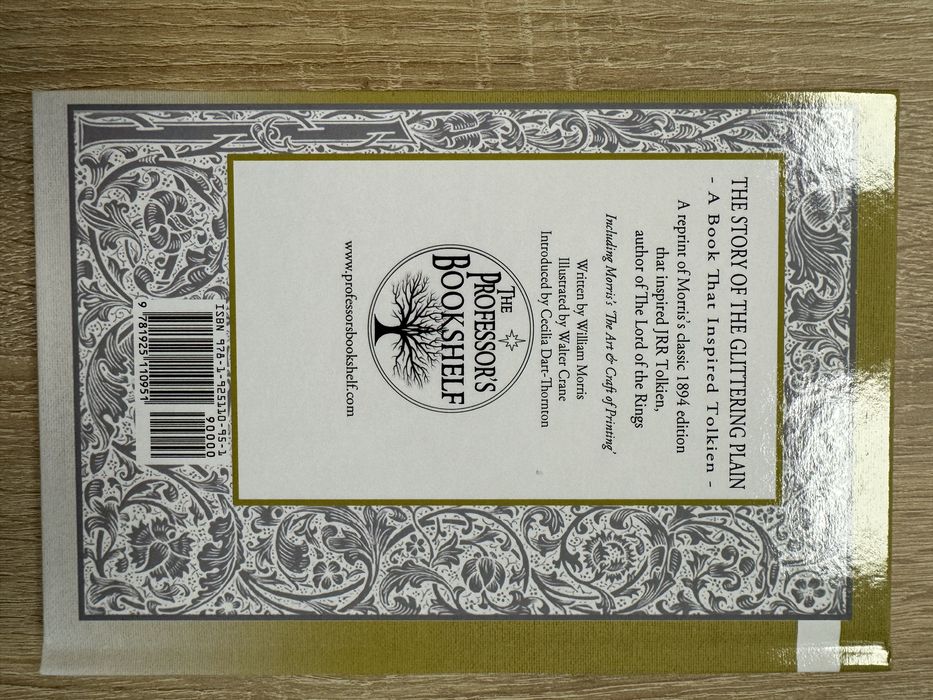 THE STORY OF THE GLITTERING PLAIN
- A Book That Inspired Tolkien -
A reprint of Morris's classic 1894 edition
that inspired JRR Tolken,
author of The Lord of the Rings
Including Morris's 'The Art & Craft of Printing'
Written by William Morris
Illustrated by Walter Crane
Introduced by Cecilia Dart-Thornton
THE
PROFESSOR'S
BOOKSHELF
www.professorsbookshelf.com
ISBN 978-1-925110-95-1
90000
9 781925 110951